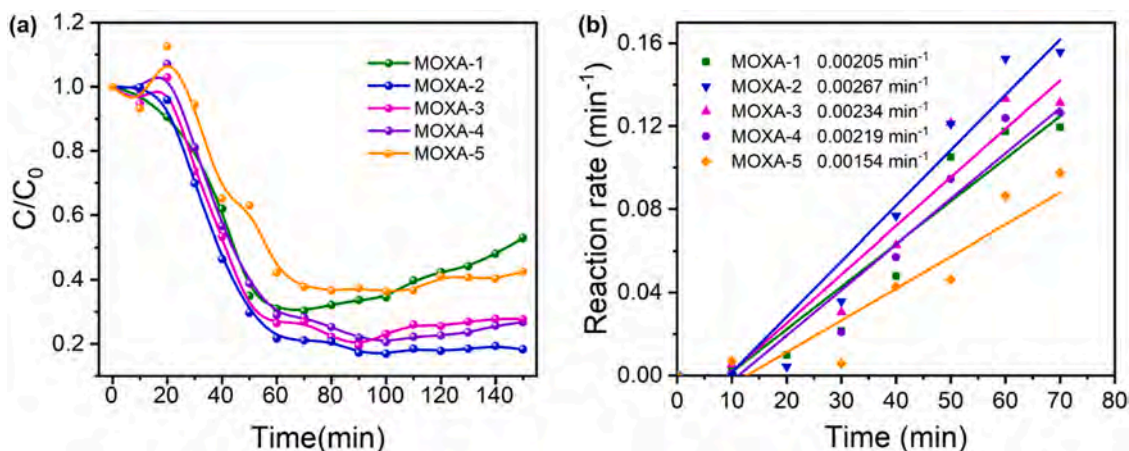 (a)
1.2
1.0
0.8
0.6
0.4
0.2
C/C0
MOXA-1
MOXA-2
MOXA-3
MOXA-4
MOXA-5
0 20 40 60 80 100 120 140
Time(min)
(b)
0.16
0.12
0.08
0.04
0.00
Reaction rate (min-1)
MOXA-1 0.00205 min-1
MOXA-2 0.00267 min-1
MOXA-3 0.00234 min-1
MOXA-4 0.00219 min-1
MOXA-5 0.00154 min-1
0 10 20 30 40 50 60 70 80
Time (min)